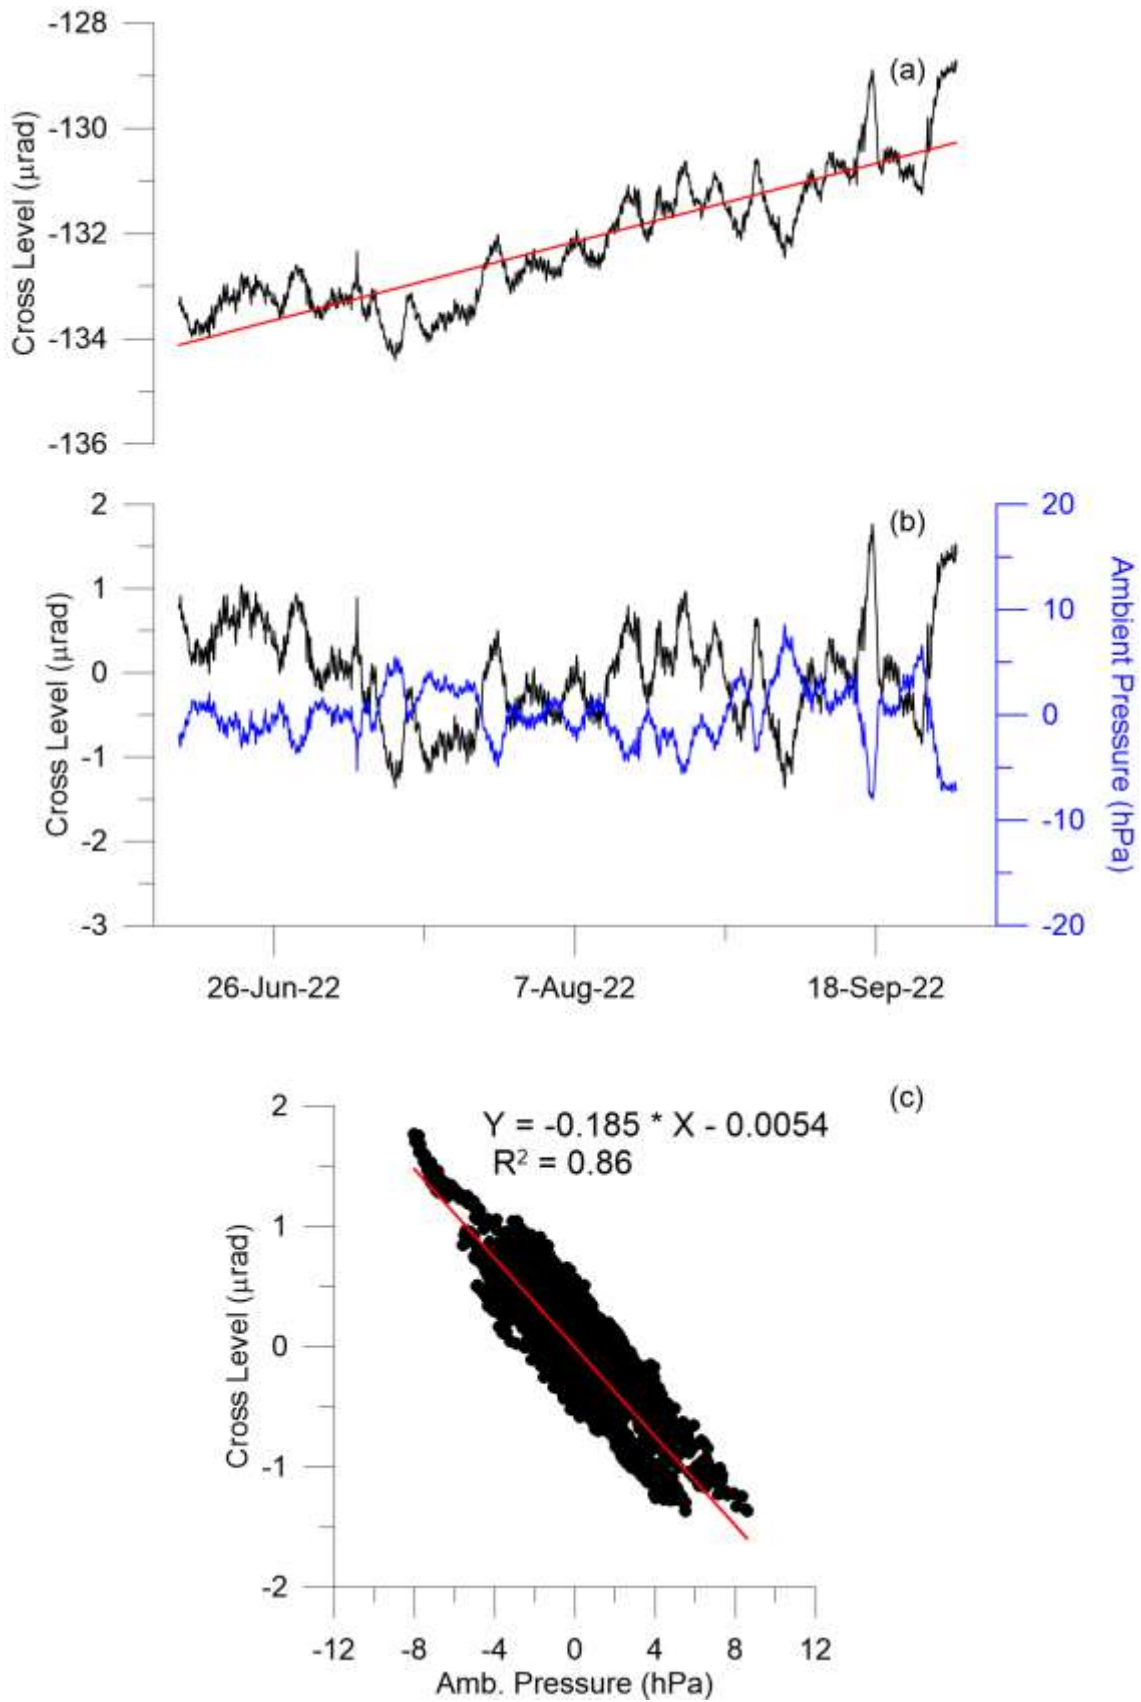 (a)
Cross Level (μrad)
-128
-130
-132
-134
-136
(b)
Cross Level (μrad)
2
1
0
-1
-2
-3
20
10
0
-10
-20
Ambient Pressure (hPa)
26-Jun-22 7-Aug-22 18-Sep-22
(c)
Y = -0.185 * X - 0.0054
R² = 0.86
Cross Level (μrad)
2
1
0
-1
-2
-12 -8 -4 0 4 8 12
Amb. Pressure (hPa)